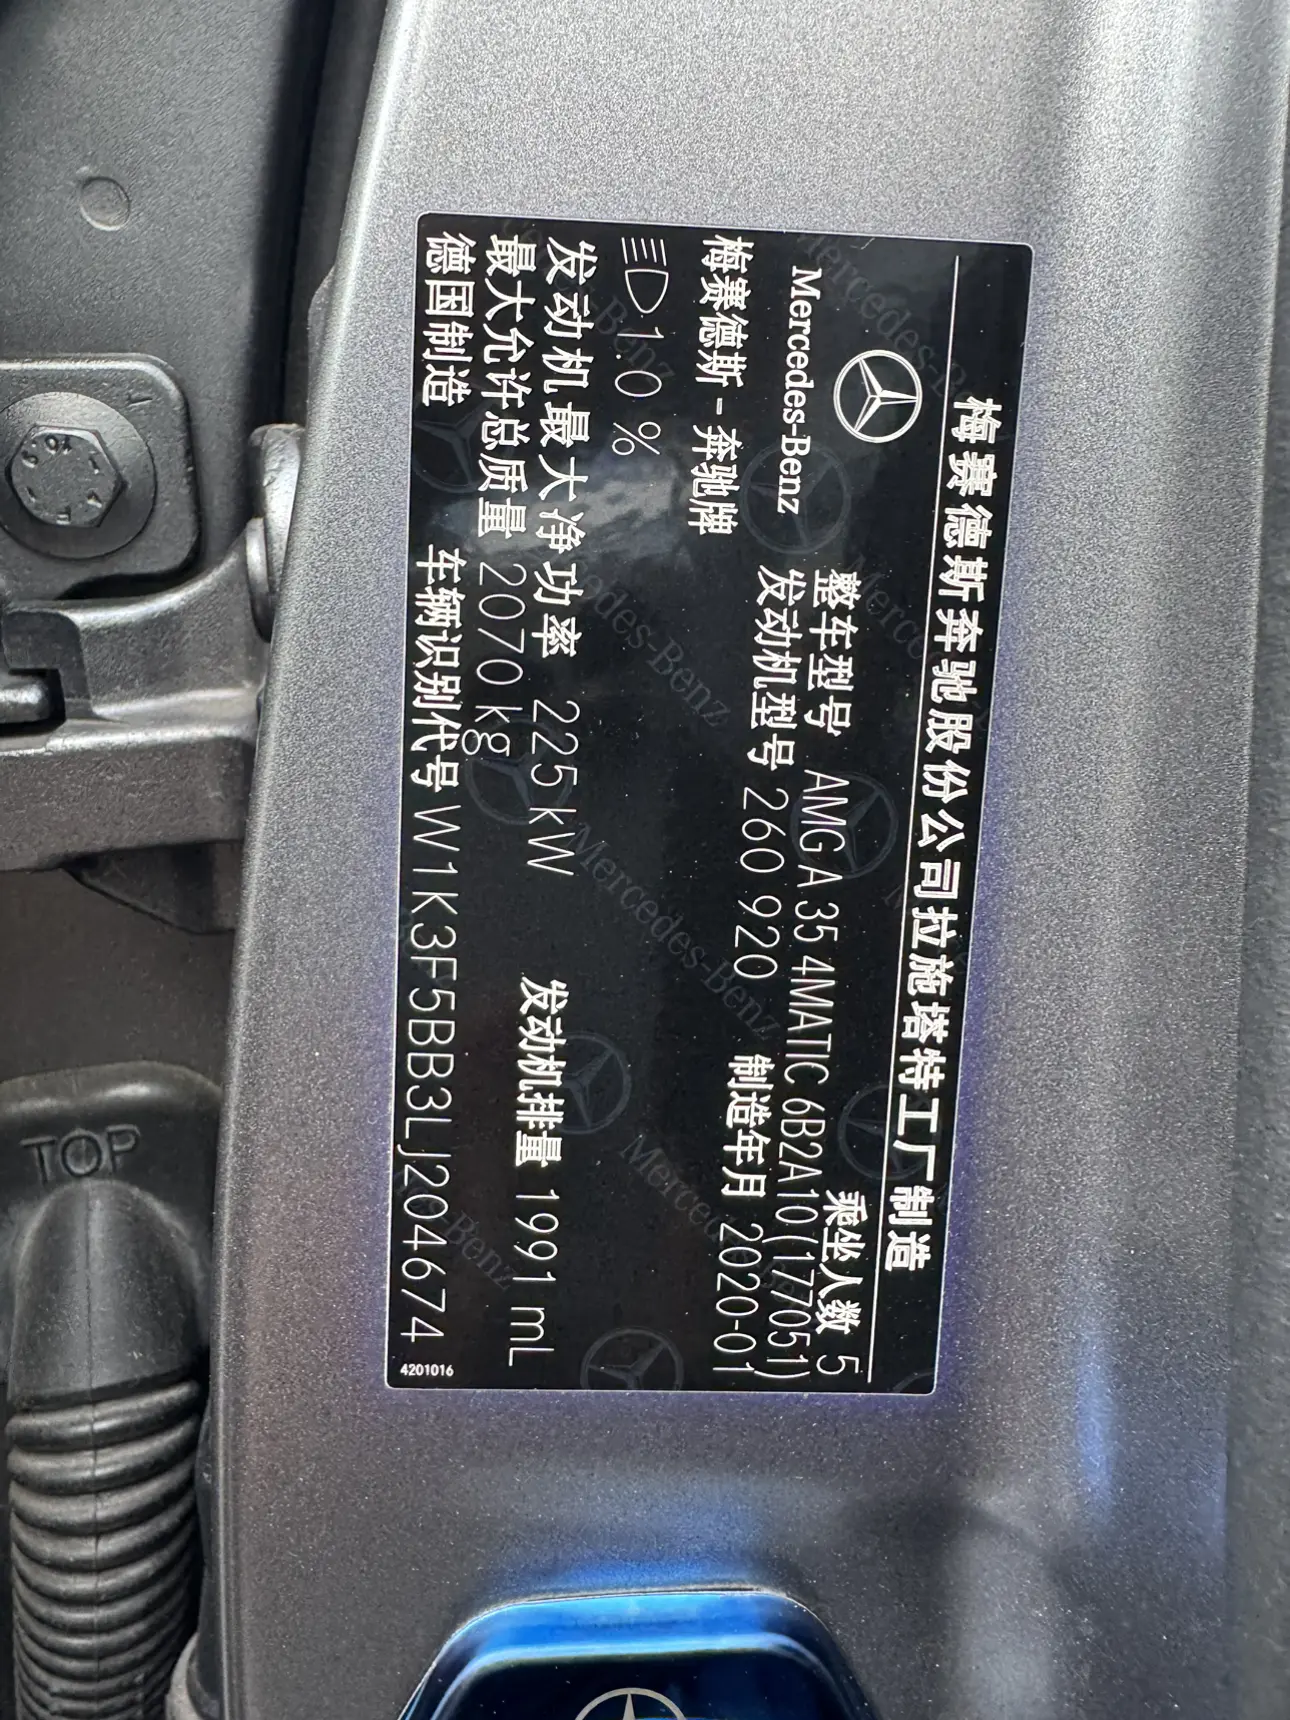 梅赛德斯奔驰股份公司拉施塔特工厂制造
Mercedes-Benz
整车型号 AMG A 35 4MATIC 6B2A10(177051)
乘坐人数 5
梅赛德斯-奔驰牌
发动机型号 260 920
制造年月 2020-01
1.0 %
发动机最大净功率 225 kW
发动机排量 1991 mL
最大允许总质量 2070 kg
德国制造
车辆识别代号 W1K3F5BB3LJ204674
4201016
TOP